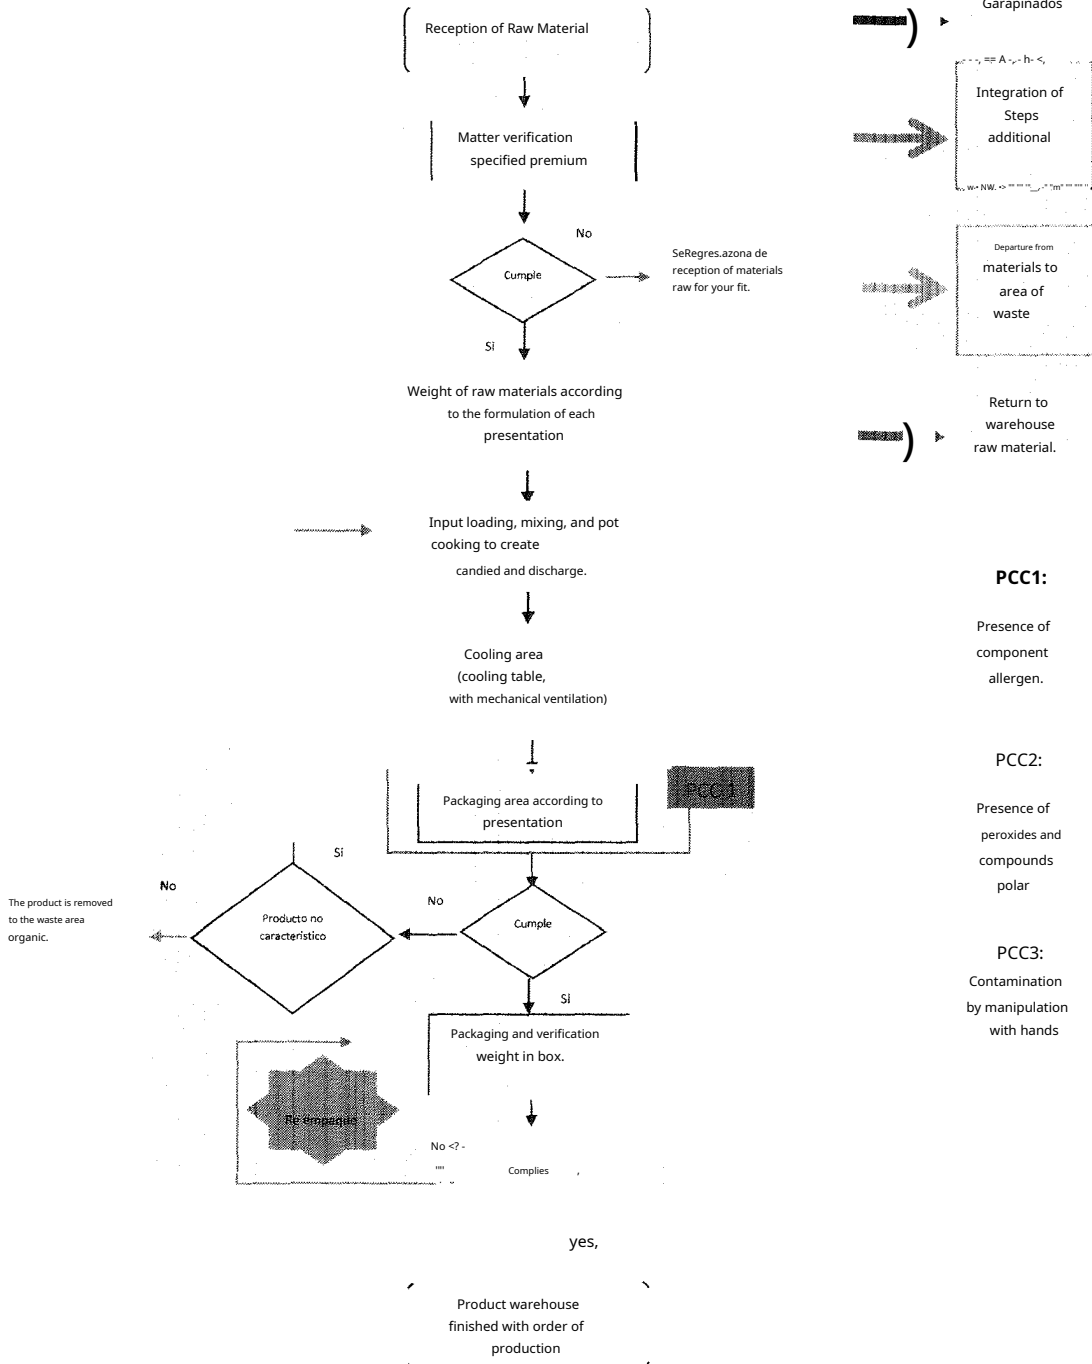 Reception of Raw Material
Matter verification
specified premium
No
Cumple
SeRegres.azona de
reception of materials
raw for your fit.
Si
Weight of raw materials according
to the formulation of each
presentation
Input loading, mixing, and pot
cooking to create
candied and discharge.
Cooling area
(cooling table,
with mechanical ventilation)
Packaging area according to
presentation
PCC 1
Si
No
No
The product is removed
to the waste area
organic.
Producto no
caracteristico
Cumple
Si
Packaging and verification
weight in box.
Re empaque
No <? -
""
Complies ,
yes,
Product warehouse
finished with order of
production
Garapinados
Integration of
Steps
additional
Departure from
materials to
area of
waste
Return to
warehouse
raw material.
PCC1:
Presence of
component
allergen.
PCC2:
Presence of
peroxides and
compounds
polar
PCC3:
Contamination
by manipulation
with hands